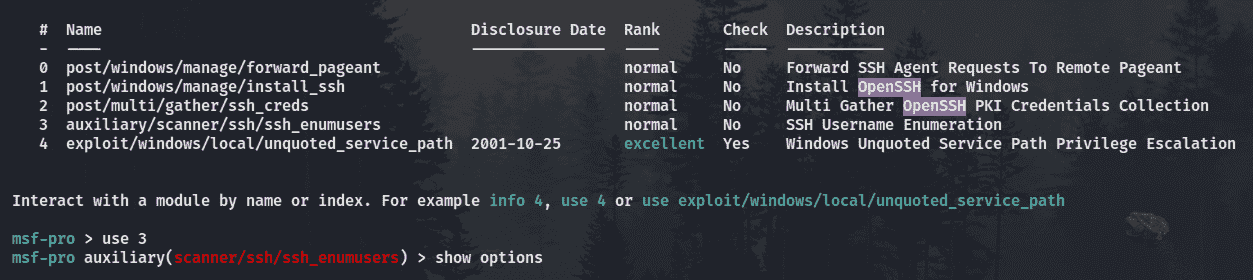 #  Name                                         Disclosure Date  Rank       Check  Description
-  ----                                         ---------------  ----       -----  -----------
0  post/windows/manage/forward_pageant                           normal     No     Forward SSH Agent Requests To Remote Pageant
1  post/windows/manage/install_ssh                               normal     No     Install OpenSSH for Windows
2  post/multi/gather/ssh_creds                                   normal     No     Multi Gather OpenSSH PKI Credentials Collection
3  auxiliary/scanner/ssh/ssh_enumusers                           normal     No     SSH Username Enumeration
4  exploit/windows/local/unquoted_service_path  2001-10-25       excellent  Yes    Windows Unquoted Service Path Privilege Escalation
Interact with a module by name or index. For example info 4, use 4 or use exploit/windows/local/unquoted_service_path
msf-pro > use 3
msf-pro auxiliary(scanner/ssh/ssh_enumusers) > show options